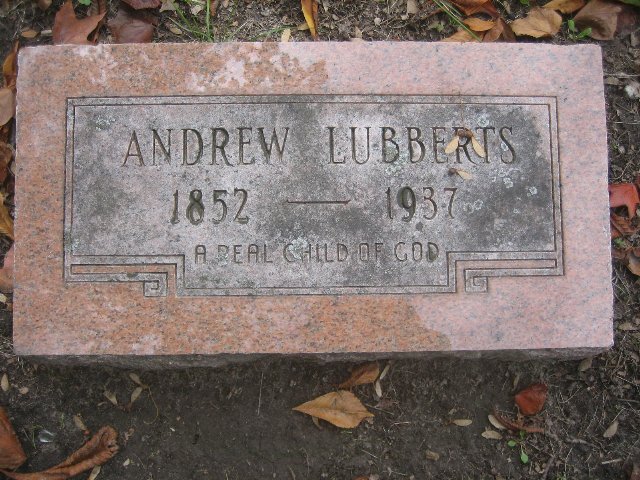 ANDREW LUBBERTS
1852 — 1937
A REAL CHILD OF GOD